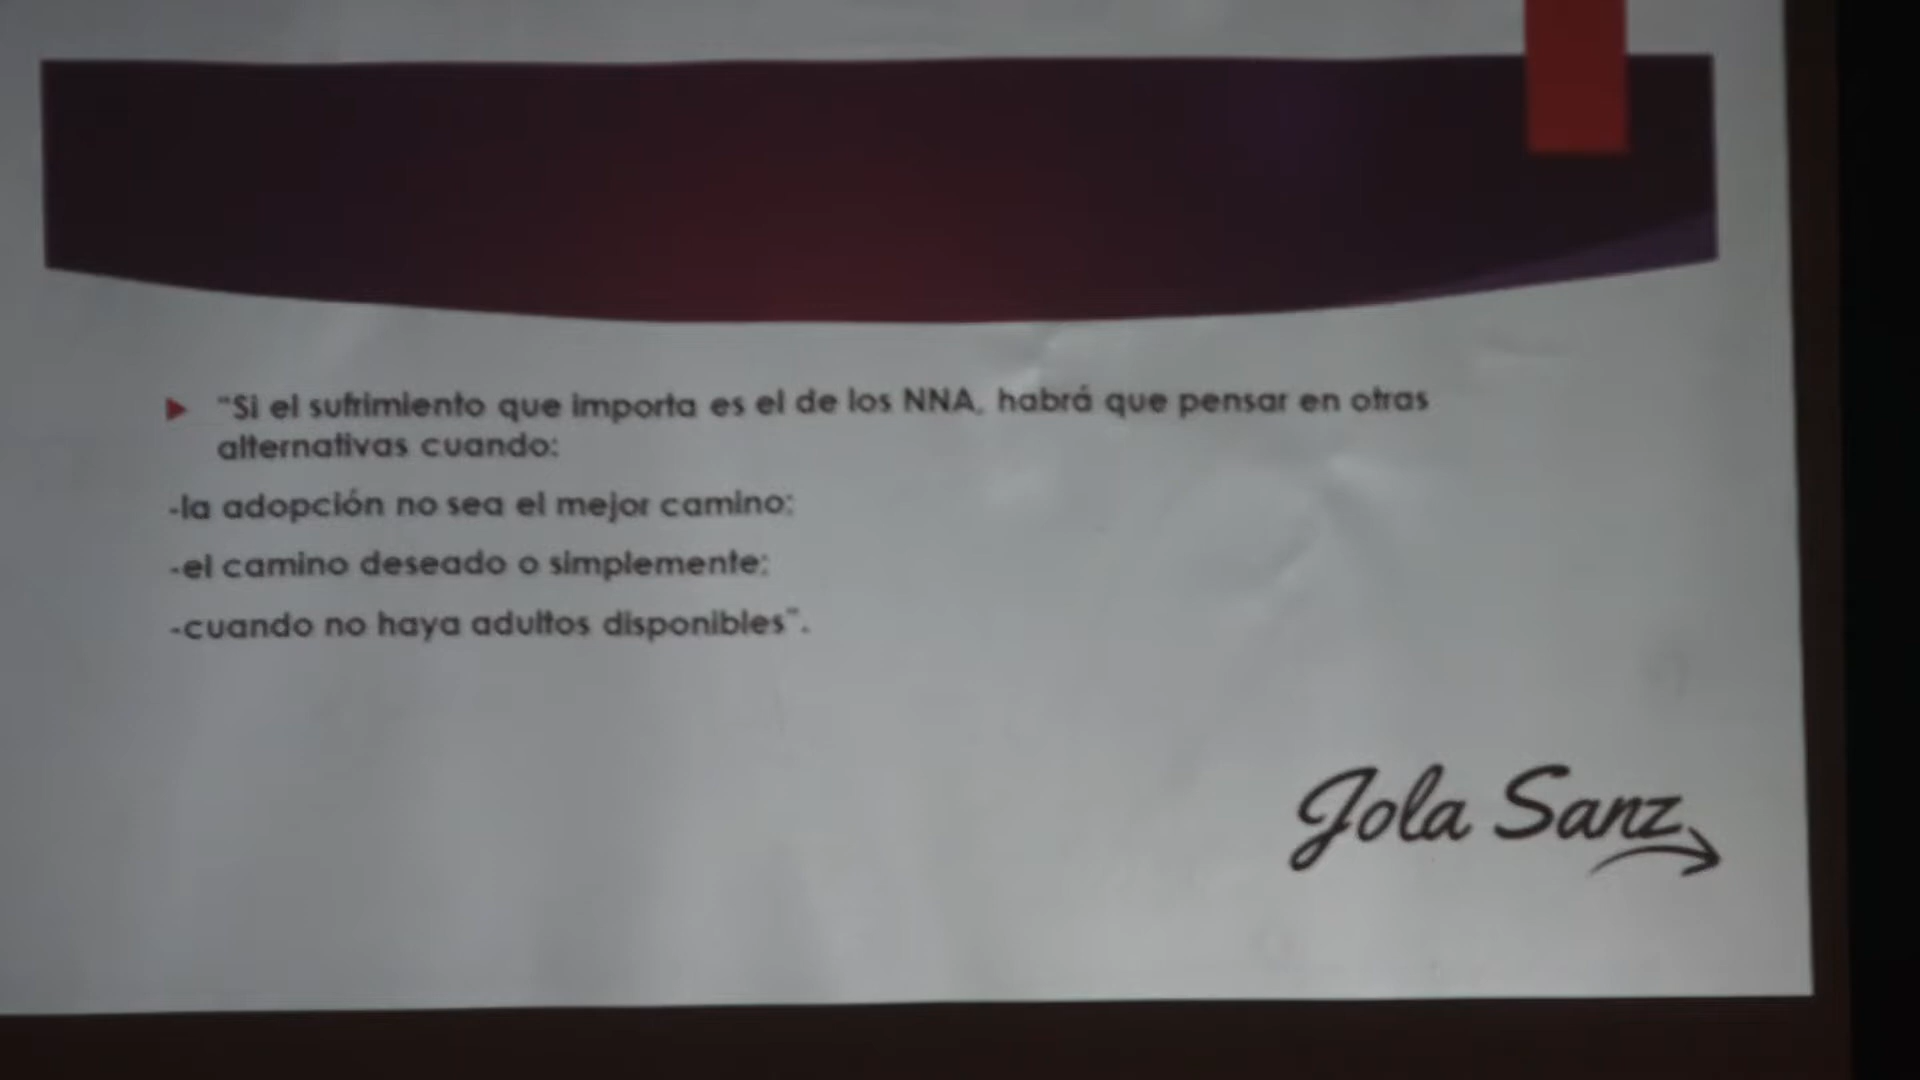 "Si el sufrimiento que importa es el de los NNA, habrá que pensar en otras
alternativas cuando:
-la adopción no sea el mejor camino;
-el camino deseado o simplemente;
-cuando no haya adultos disponibles".
Jola Sanz